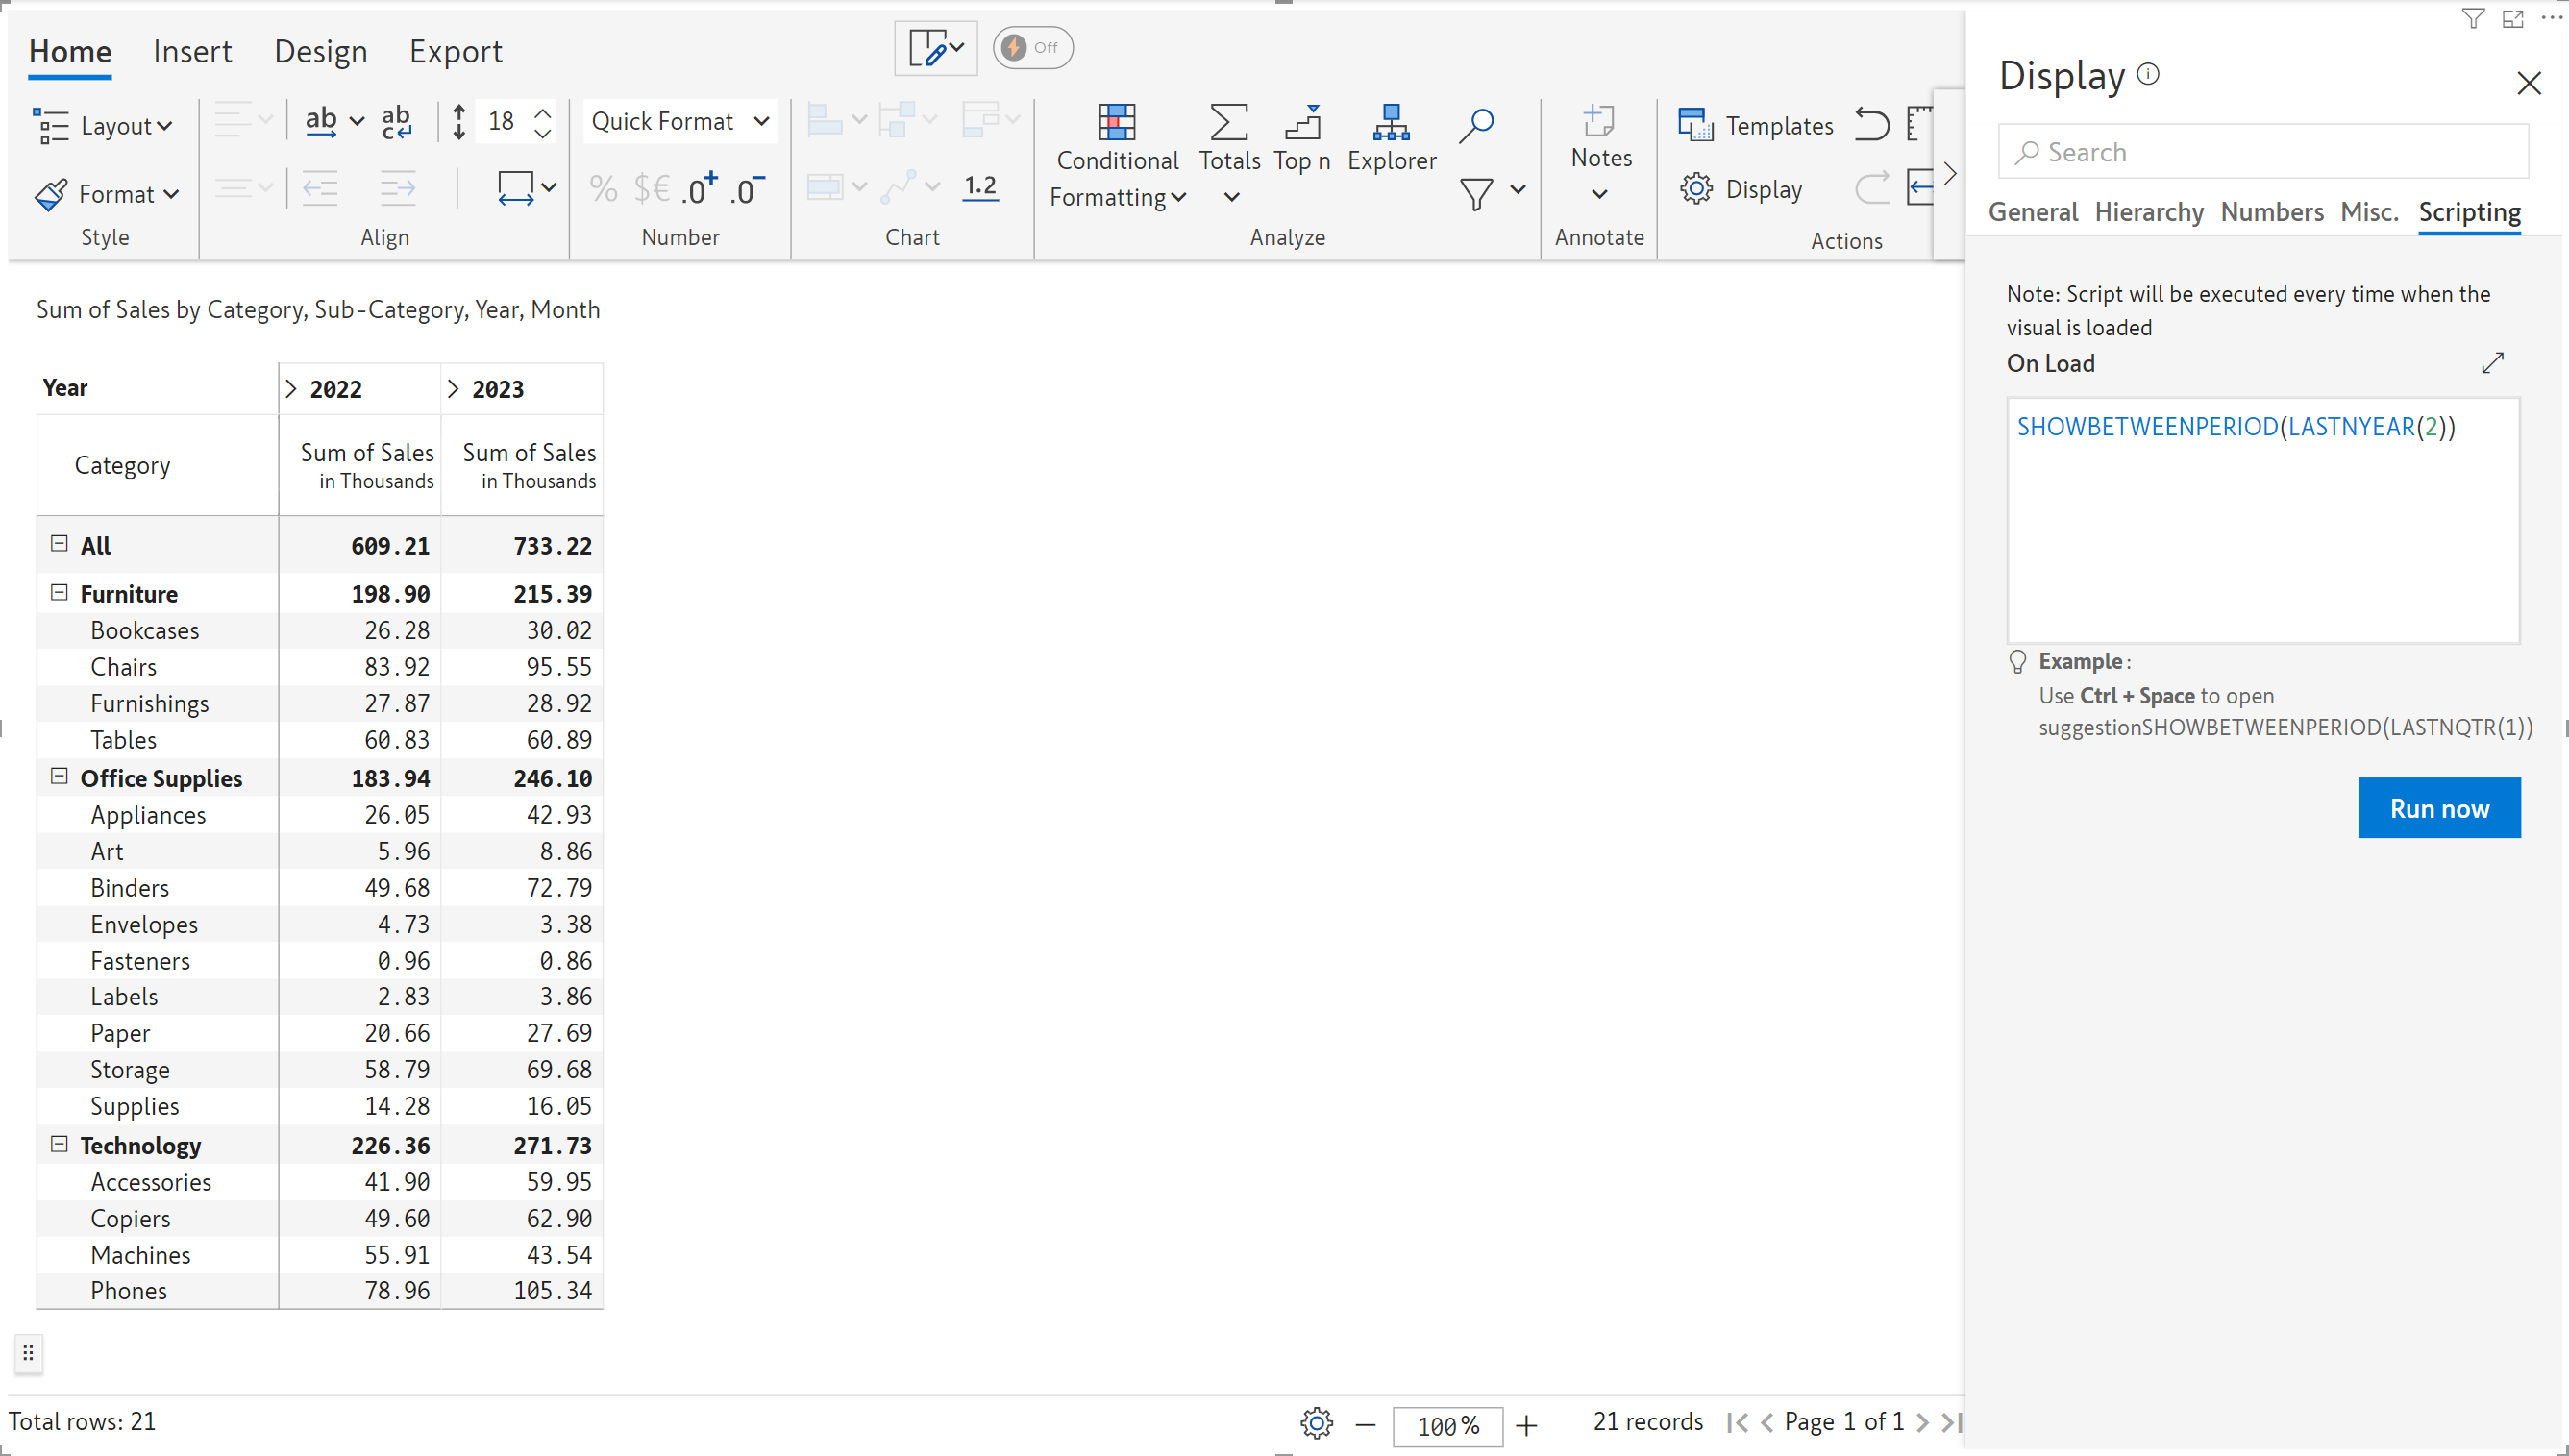 Home Insert Design Export Off
Layout ab ab c 18 Quick Format
Conditional Formatting Totals Top n Explorer
Notes
Templates
Format % $€ .0+ .0- 1.2
Display
Style Align Number Chart Analyze Annotate Actions
Sum of Sales by Category, Sub-Category, Year, Month
Year 2022 2023
Category Sum of Sales in Thousands Sum of Sales in Thousands
All 609.21 733.22
Furniture 198.90 215.39
Bookcases 26.28 30.02
Chairs 83.92 95.55
Furnishings 27.87 28.92
Tables 60.83 60.89
Office Supplies 183.94 246.10
Appliances 26.05 42.93
Art 5.96 8.86
Binders 49.68 72.79
Envelopes 4.73 3.38
Fasteners 0.96 0.86
Labels 2.83 3.86
Paper 20.66 27.69
Storage 58.79 69.68
Supplies 14.28 16.05
Technology 226.36 271.73
Accessories 41.90 59.95
Copiers 49.60 62.90
Machines 55.91 43.54
Phones 78.96 105.34
Total rows: 21
100%
21 records Page 1 of 1
Display
Search
General Hierarchy Numbers Misc. Scripting
Note: Script will be executed every time when the
visual is loaded
On Load
SHOWBETWEENPERIOD(LASTNYEAR(2))
Example:
Use Ctrl + Space to open
suggestionSHOWBETWEENPERIOD(LASTNQTR(1))
Run now